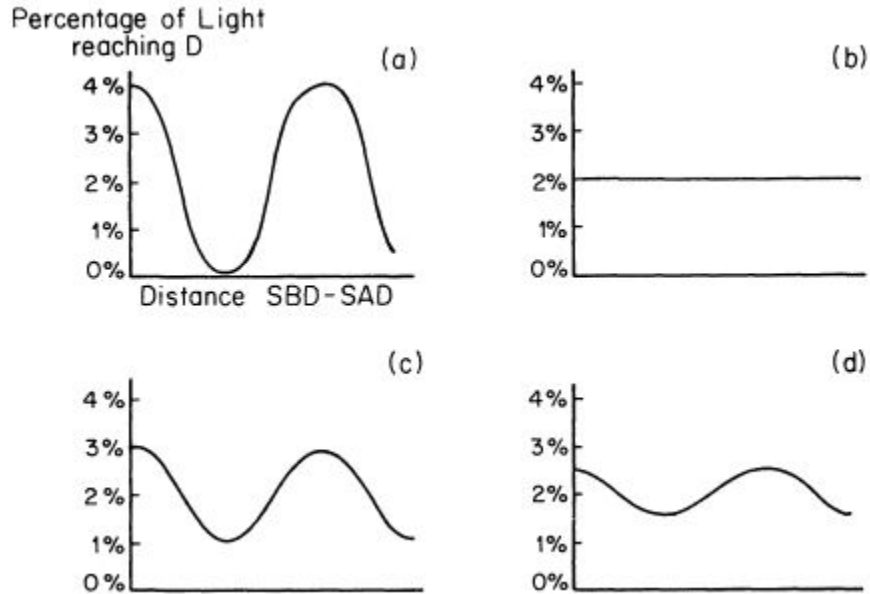 Percentage of Light
reaching D
(a)
4%
3%
2%
1%
0%
Distance SBD-SAD
(b)
4%
3%
2%
1%
0%
(c)
4%
3%
2%
1%
0%
(d)
4%
3%
2%
1%
0%